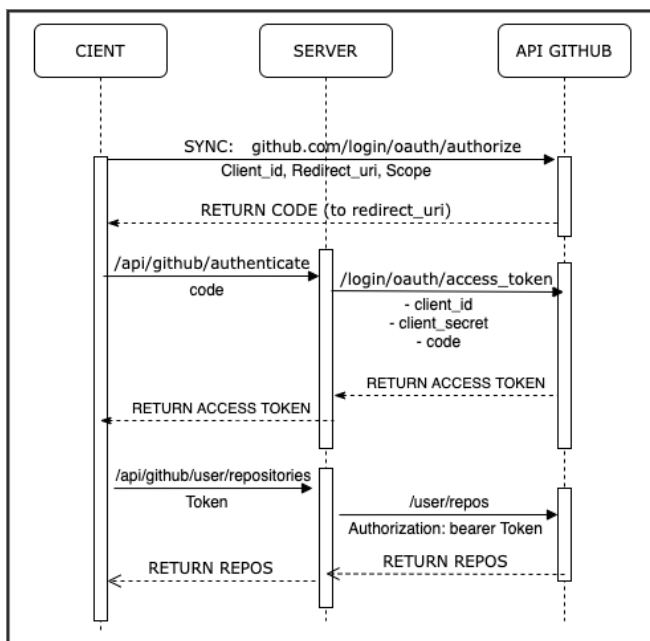 CIENT
SERVER
API GITHUB
SYNC: github.com/login/oauth/authorize
Client_id, Redirect_uri, Scope
RETURN CODE (to redirect_uri)
/api/github/authenticate
code
/login/oauth/access_token
- client_id
- client_secret
- code
RETURN ACCESS TOKEN
RETURN ACCESS TOKEN
/api/github/user/repositories
Token
/user/repos
Authorization: bearer Token
RETURN REPOS
RETURN REPOS